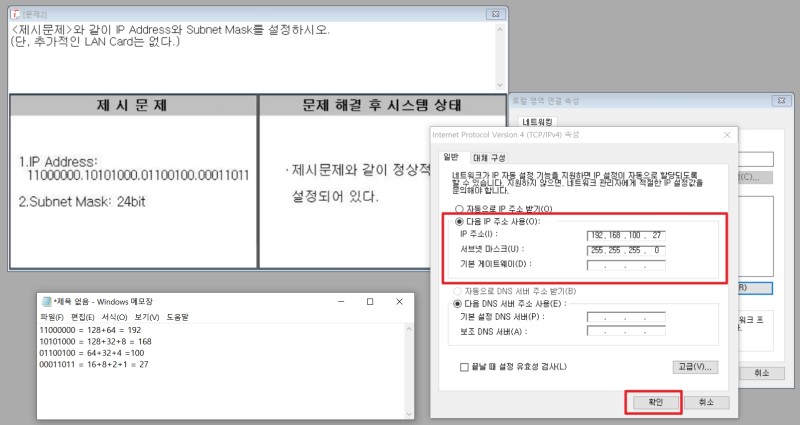 [문제2]
<제시문제>와 같이 IP Address와 Subnet Mask를 설정하시오.
(단, 추가적인 LAN Card는 없다.)
제 시 문 제
문제 해결 후 시스템 상태
1.IP Address:
11000000.10101000.01100100.00011011
2.Subnet Mask: 24bit
·제시문제와 같이 정상적
설정되어 있다.
로컬 영역 연결 속성
네트워킹
Internet Protocol Version 4 (TCP/IPv4) 속성
일반
대체 구성
네트워크가 IP 자동 설정 기능을 지원하면 IP 설정이 자동으로 할당되도록
할 수 있습니다. 지원하지 않으면, 네트워크 관리자에게 적절한 IP 설정값을
문의해야 합니다.
자동으로 IP 주소 받기(O)
다음 IP 주소 사용(O):
IP 주소(I) : 192 . 168 . 100 . 27
서브넷 마스크(U) : 255 . 255 . 255 . 0
기본 게이트웨이(D) : . . .
자동으로 DNS 서버 주소 받기(B)
다음 DNS 서버 주소 사용(E) :
기본 설정 DNS 서버(P) : . . .
보조 DNS 서버(A) : . . .
끝날 때 설정 유효성 검사(L)
고급(V)...
확인
취소
(C)...
R)
워크 프
취소
*제목 없음 - Windows 메모장
파일(F) 편집(E) 서식(O) 보기(V) 도움말
11000000 = 128+64 = 192
10101000 = 128+32+8 = 168
01100100 = 64+32+4 =100
00011011 = 16+8+2+1 = 27